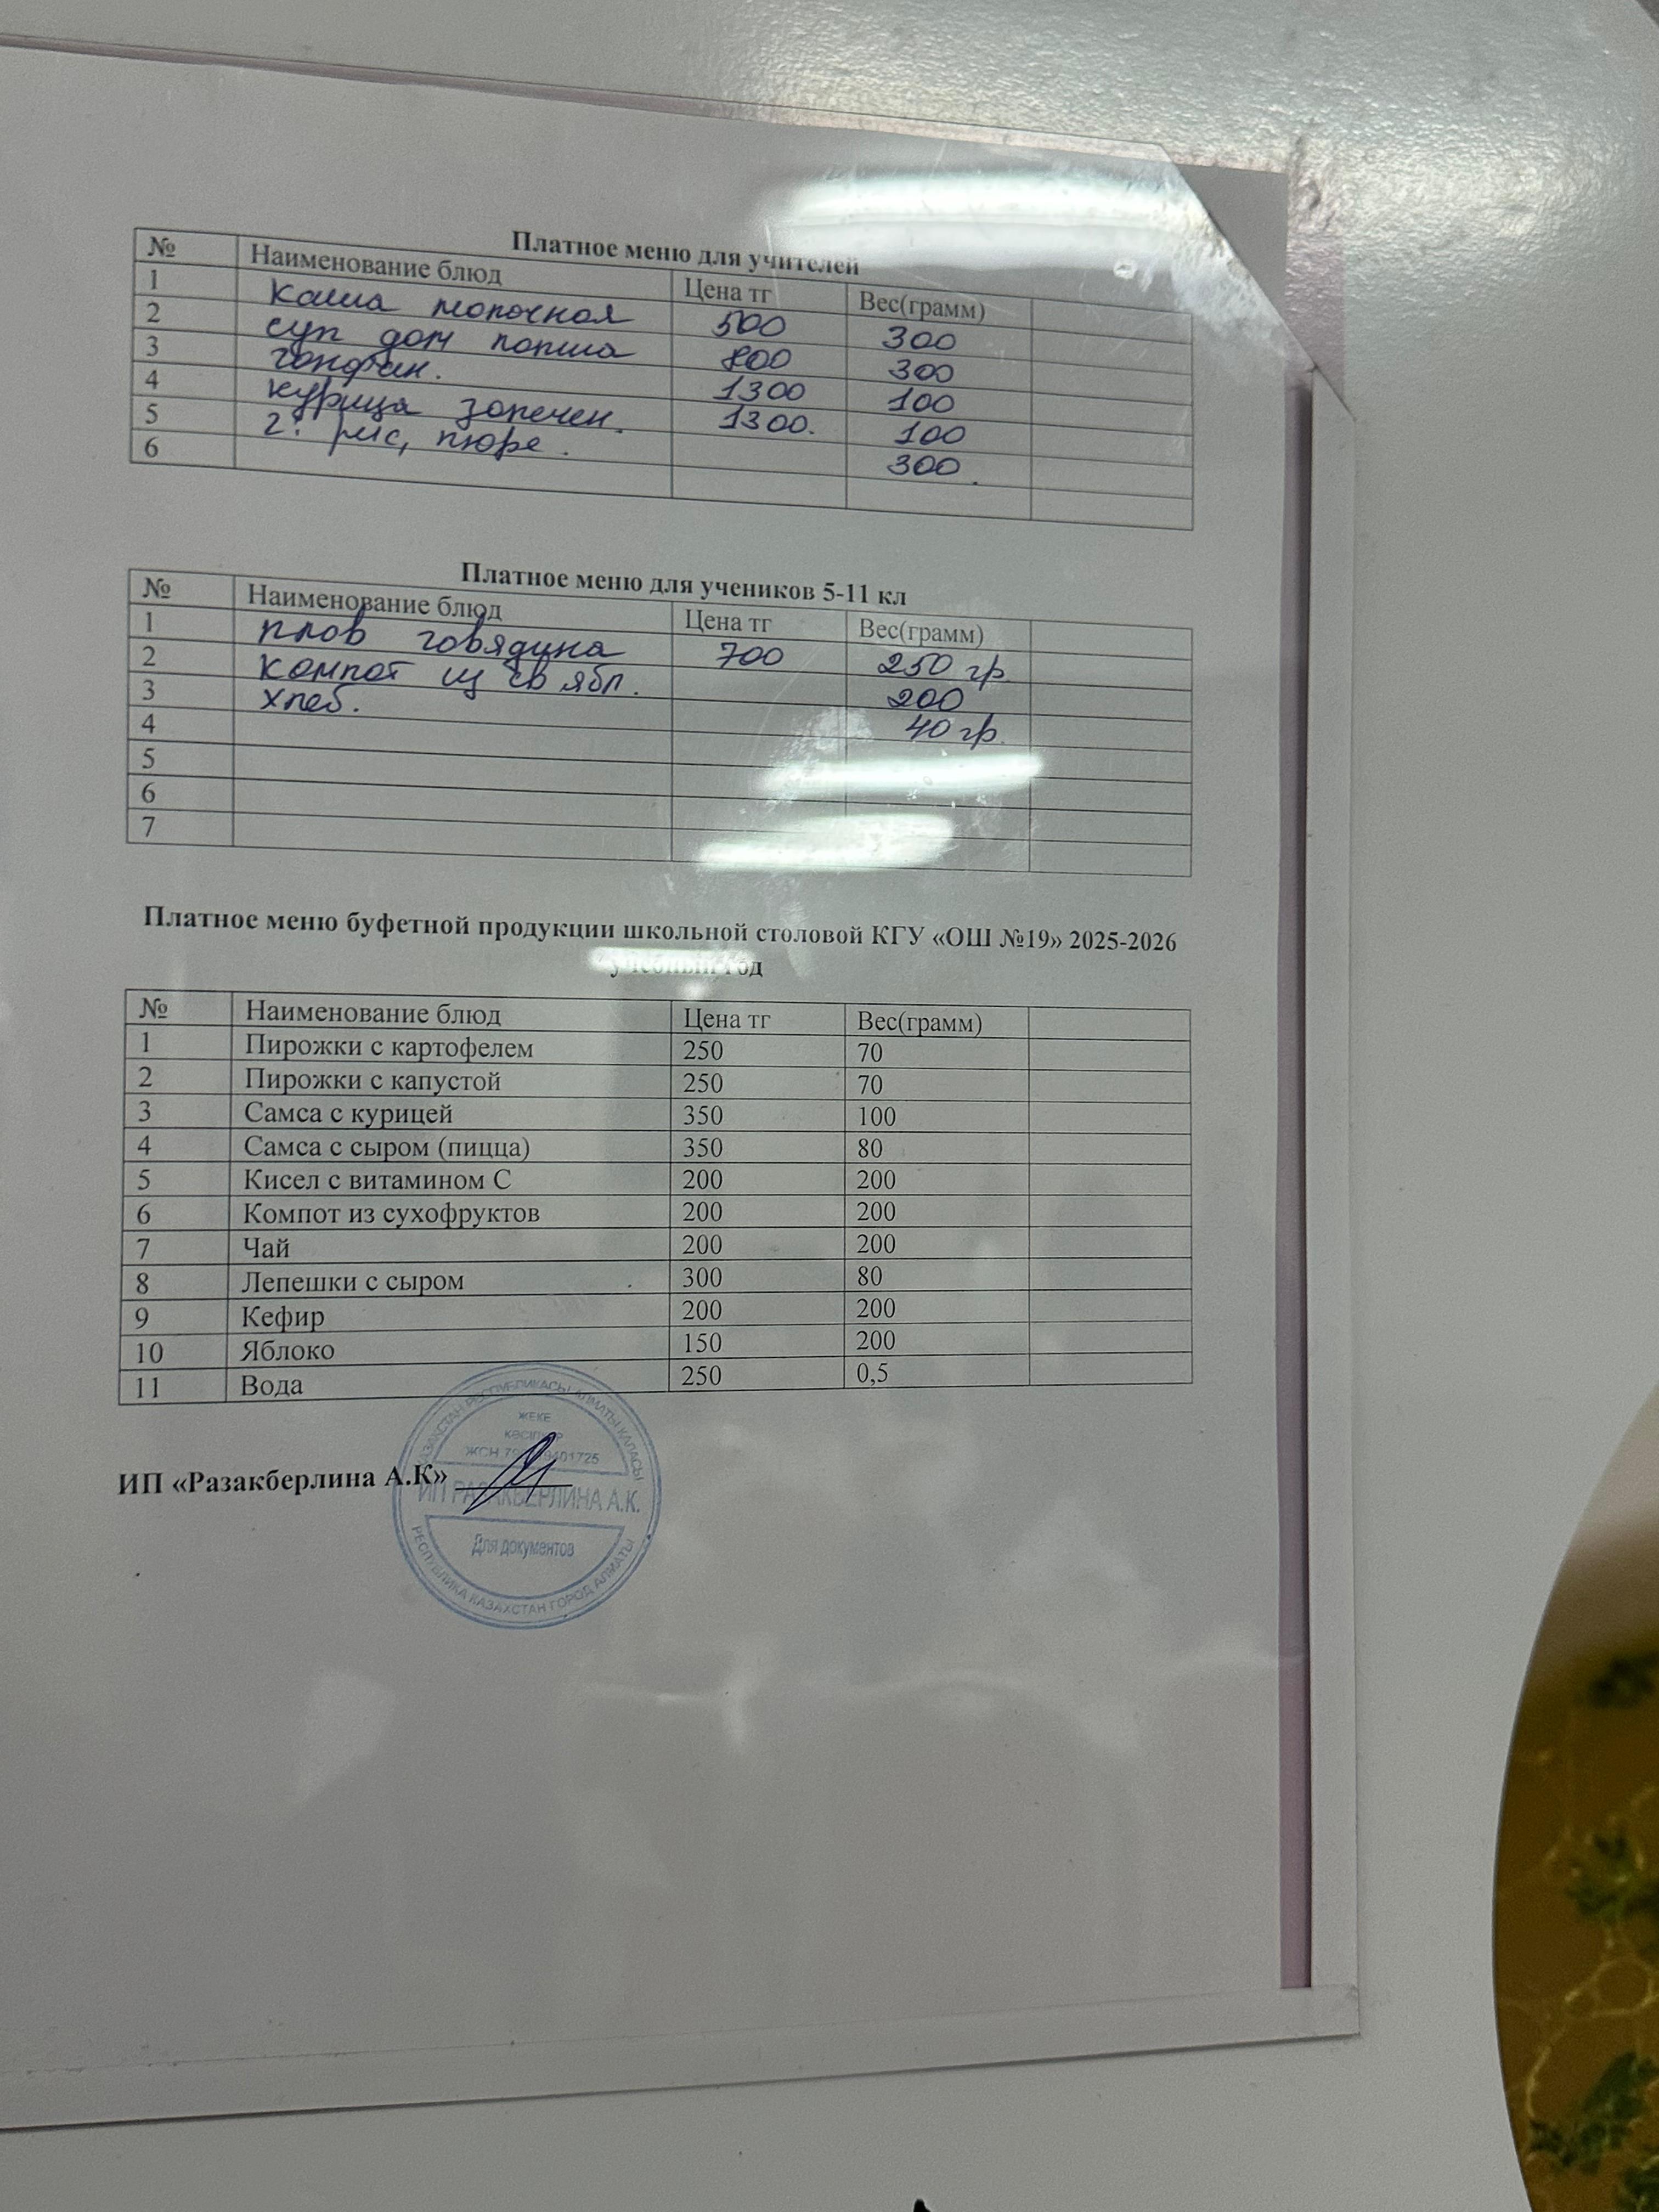 Платное меню для учителей
№ Наименование блюд Цена тг Вес(грамм)
1 Каша молочная 500 300
2 суп дом лапша 800 300
3 1300 100
4 курица запечен. 1300. 100
5 г: рис, пюре. 300.
6
Платное меню для учеников 5-11 кл
№ Наименование блюд Цена тг Вес(грамм)
1 плов говядина 700 250 гр.
2 компот из св ябл. 200
3 хлеб. 40 гр.
4
5
6
7
Платное меню буфетной продукции школьной столовой КГУ «ОШ №19» 2025-2026
учебный год
№ Наименование блюд Цена тг Вес(грамм)
1 Пирожки с картофелем 250 70
2 Пирожки с капустой 250 70
3 Самса с курицей 350 100
4 Самса с сыром (пицца) 350 80
5 Кисел с витамином С 200 200
6 Компот из сухофруктов 200 200
7 Чай 200 200
8 Лепешки с сыром 300 80
9 Кефир 200 200
10 Яблоко 150 200
11 Вода 250 0,5
ИП «Разакберлина А.К»
ҚАЗАҚСТАН РЕСПУБЛИКАСЫ АЛМАТЫ ҚАЛАСЫ
ЖЕКЕ
кәсіпкер
ЖСН
ИП РАЗАКБЕРЛИНА А.К.
Для документов
РЕСПУБЛИКА КАЗАХСТАН ГОРОД АЛМАТЫ